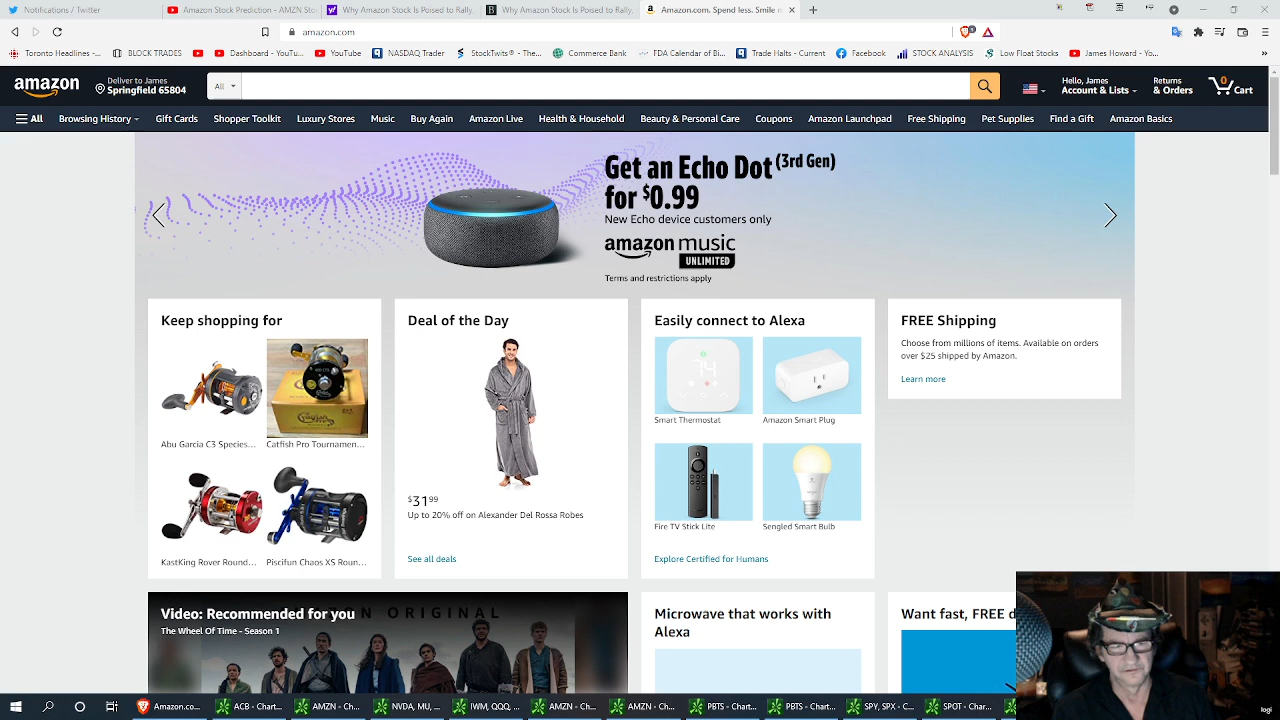 Notifications / Twitter
Amazon Stock Prediction - AMZN Sto
Why Amazon Stock Is Poised to Rally
Why Amazon Stock Is Poised to Rally,
Amazon.com. Spend less. Smile m
amazon.com
Toronto Headlines -...
BLOCK TRADES
Dashboard - YouTu...
YouTube
NASDAQ Trader
StockTwits® - The...
Commerce Bank
FDA Calendar of Bi...
Trade Halts - Current
Facebook
STOCK ANALYSIS
Low Float Stocks
James Howard - Yo...
amazon
Deliver to James
Springfield 65804
All
Hello, James
Account & Lists
Returns
& Orders
0
Cart
All
Browsing History
Gift Cards
Shopper Toolkit
Luxury Stores
Music
Buy Again
Amazon Live
Health & Household
Beauty & Personal Care
Coupons
Amazon Launchpad
Free Shipping
Pet Supplies
Find a Gift
Amazon Basics
Get an Echo Dot (3rd Gen)
for $0.99
New Echo device customers only
amazon music
UNLIMITED
Terms and restrictions apply
Keep shopping for
Abu Garcia C3 Species...
Catfish Pro Tournamen...
KastKing Rover Round...
Piscifun Chaos XS Roun...
Deal of the Day
$31 99
Up to 20% off on Alexander Del Rossa Robes
See all deals
Easily connect to Alexa
Smart Thermostat
Amazon Smart Plug
Fire TV Stick Lite
Sengled Smart Bulb
Explore Certified for Humans
FREE Shipping
Choose from millions of items. Available on orders
over $25 shipped by Amazon.
Learn more
Video: Recommended for you
N ORIGINAL
The Wheel Of Time - Season 1
Microwave that works with
Alexa
Want fast, FREE d
Amazon.co...
ACB - Chart...
AMZN - Ch...
NVDA, MU, ...
IWM, QQQ, ...
AMZN - Ch...
AMZN - Ch...
PBTS - Chart...
PBTS - Chart...
SPY, SPX - C...
SPOT - Char...
logi